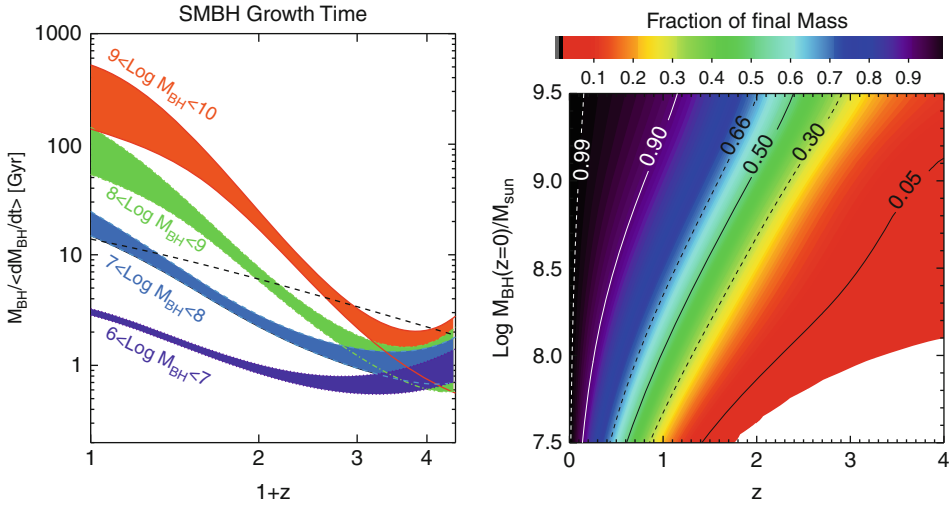 SMBH Growth Time
1000
100
10
1
M_BH/<dM_BH/dt> [Gyr]
9<Log M_BH<10
8<Log M_BH<9
7<Log M_BH<8
6<Log M_BH<7
1 2 3 4
1+z
Fraction of final Mass
0.1 0.2 0.3 0.4 0.5 0.6 0.7 0.8 0.9
9.5
9.0
8.5
8.0
7.5
Log M_BH(z=0)/M_sun
0.99
0.90
0.66
0.50
0.30
0.05
0 1 2 3 4
z